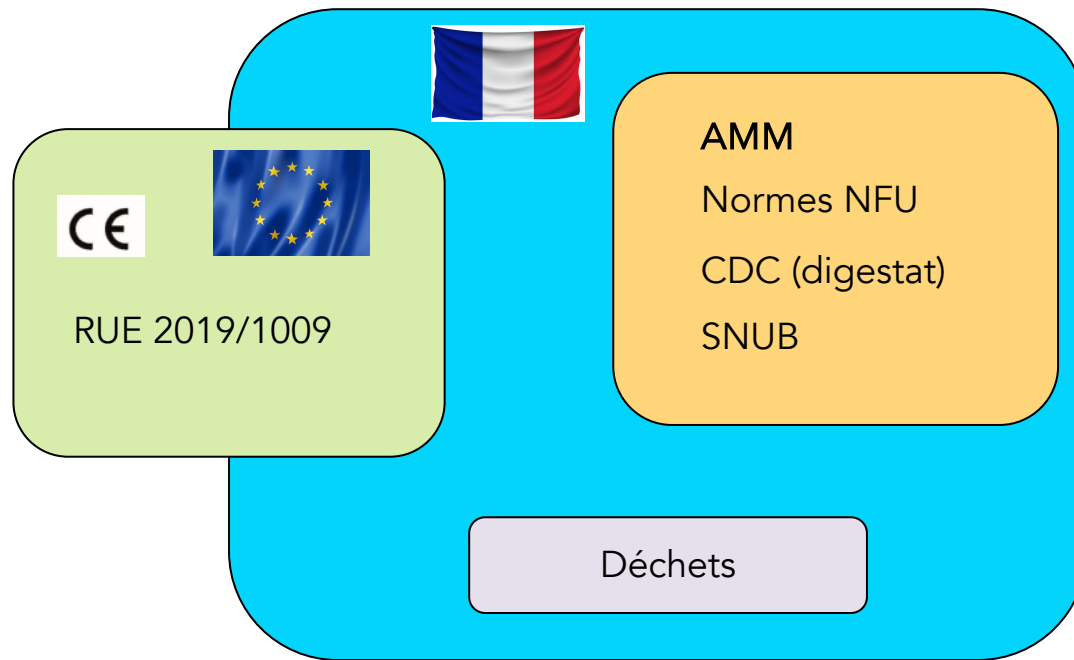 CE
RUE 2019/1009
AMM
Normes NFU
CDC (digestat)
SNUB
Déchets